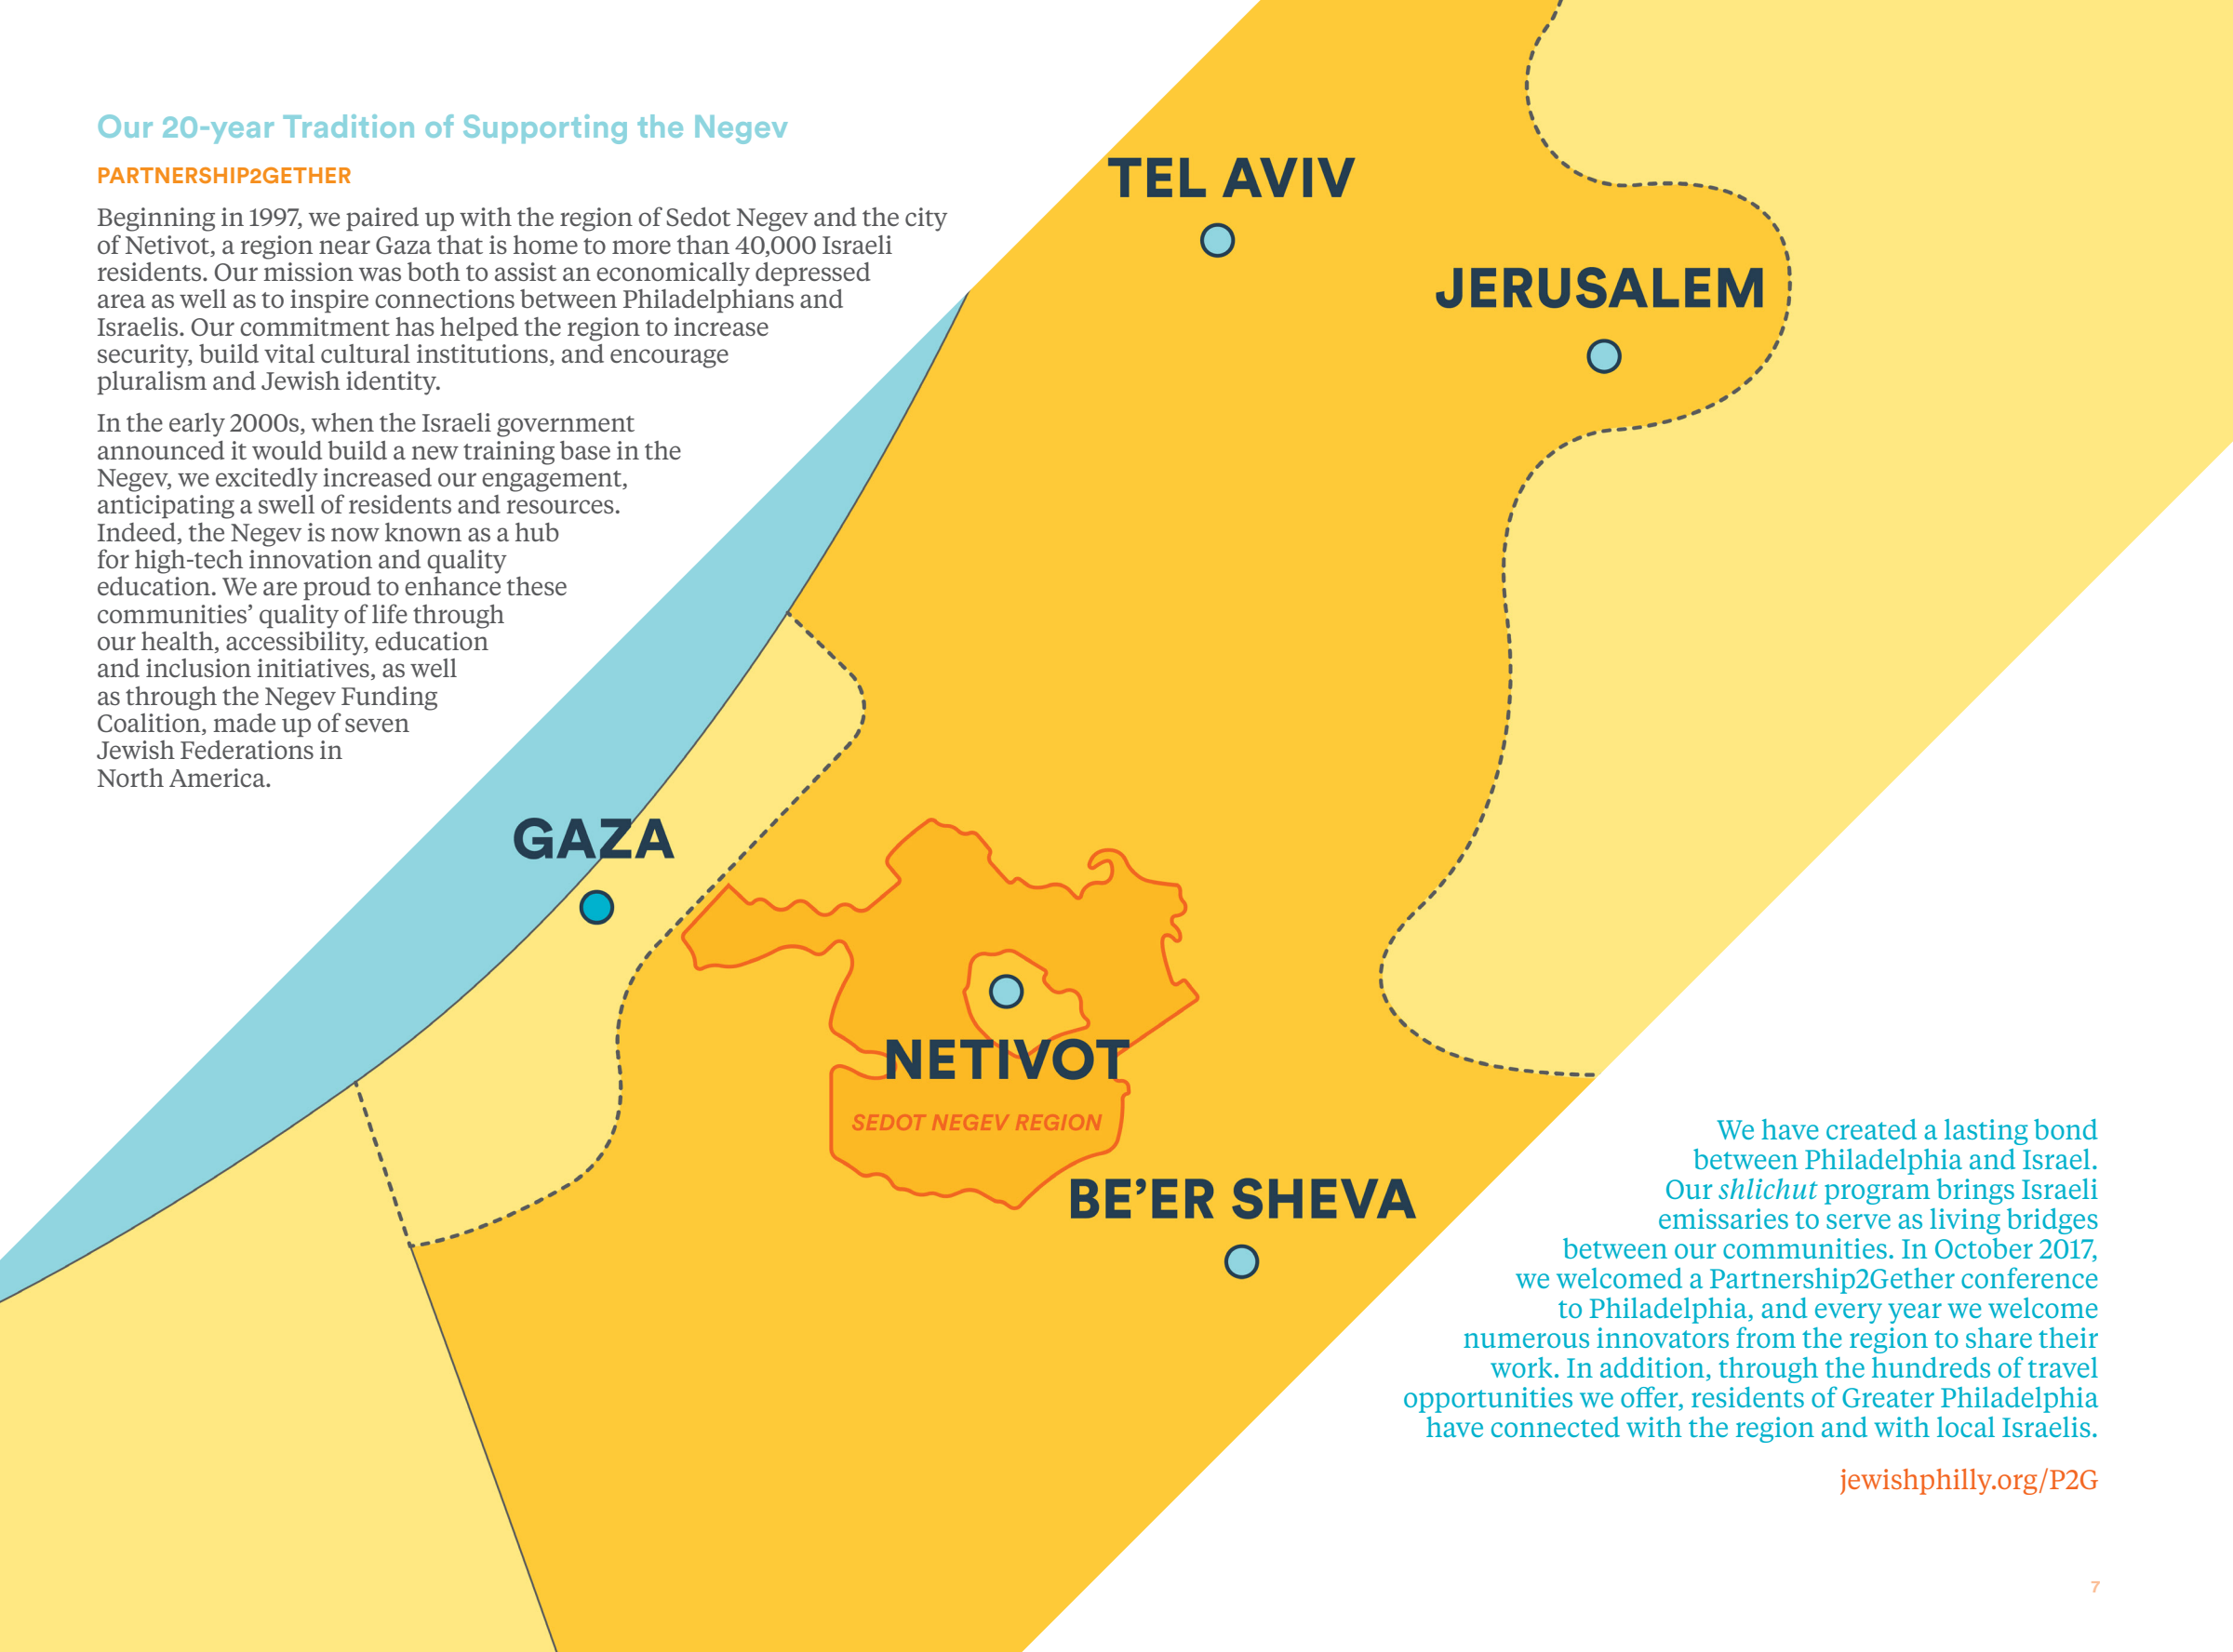 Our 20-year Tradition of Supporting the Negev
PARTNERSHIP2GETHER
Beginning in 1997, we paired up with the region of Sedot Negev and the city
of Netivot, a region near Gaza that is home to more than 40,000 Israeli
residents. Our mission was both to assist an economically depressed
area as well as to inspire connections between Philadelphians and
Israelis. Our commitment has helped the region to increase
security, build vital cultural institutions, and encourage
pluralism and Jewish identity.
In the early 2000s, when the Israeli government
announced it would build a new training base in the
Negev, we excitedly increased our engagement,
anticipating a swell of residents and resources.
Indeed, the Negev is now known as a hub
for high-tech innovation and quality
education. We are proud to enhance these
communities’ quality of life through
our health, accessibility, education
and inclusion initiatives, as well
as through the Negev Funding
Coalition, made up of seven
Jewish Federations in
North America.
TEL AVIV
JERUSALEM
GAZA
NETIVOT
SEDOT NEGEV REGION
BE’ER SHEVA
We have created a lasting bond
between Philadelphia and Israel.
Our shlichut program brings Israeli
emissaries to serve as living bridges
between our communities. In October 2017,
we welcomed a Partnership2Gether conference
to Philadelphia, and every year we welcome
numerous innovators from the region to share their
work. In addition, through the hundreds of travel
opportunities we offer, residents of Greater Philadelphia
have connected with the region and with local Israelis.
jewishphilly.org/P2G
7